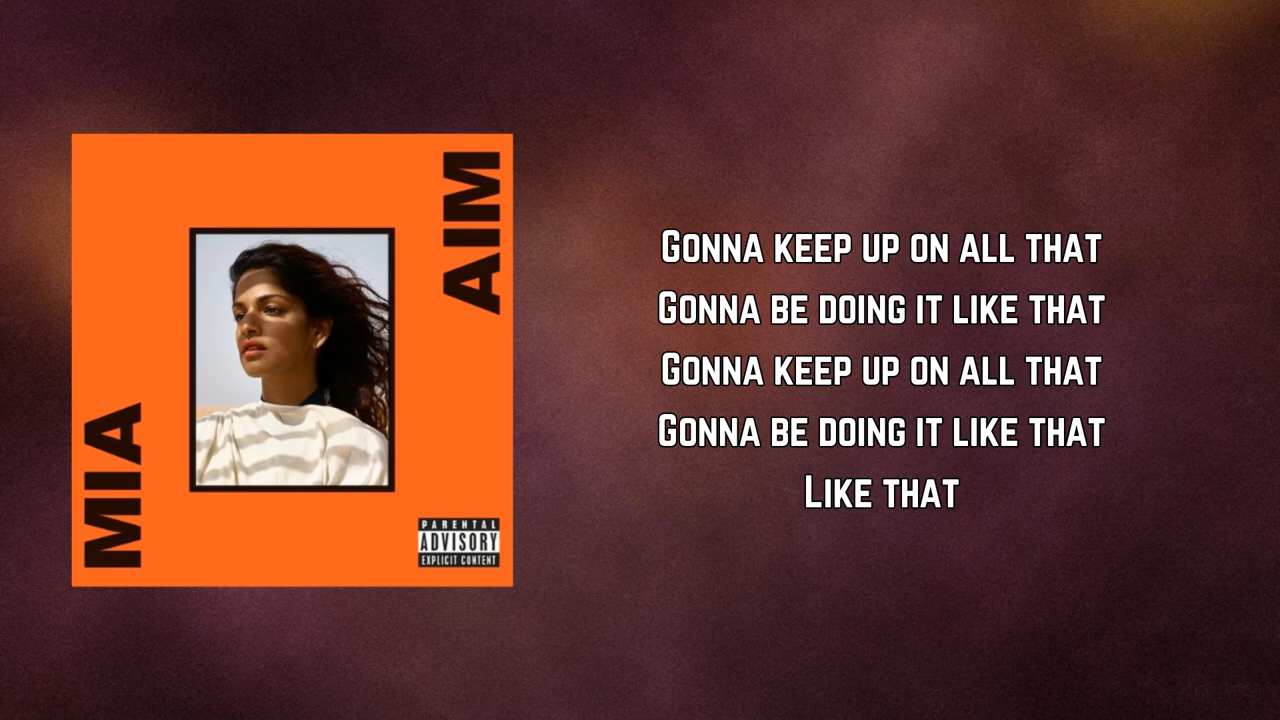 MIA
AIM
PARENTAL
ADVISORY
EXPLICIT CONTENT
Gonna keep up on all that
Gonna be doing it like that
Gonna keep up on all that
Gonna be doing it like that
Like that